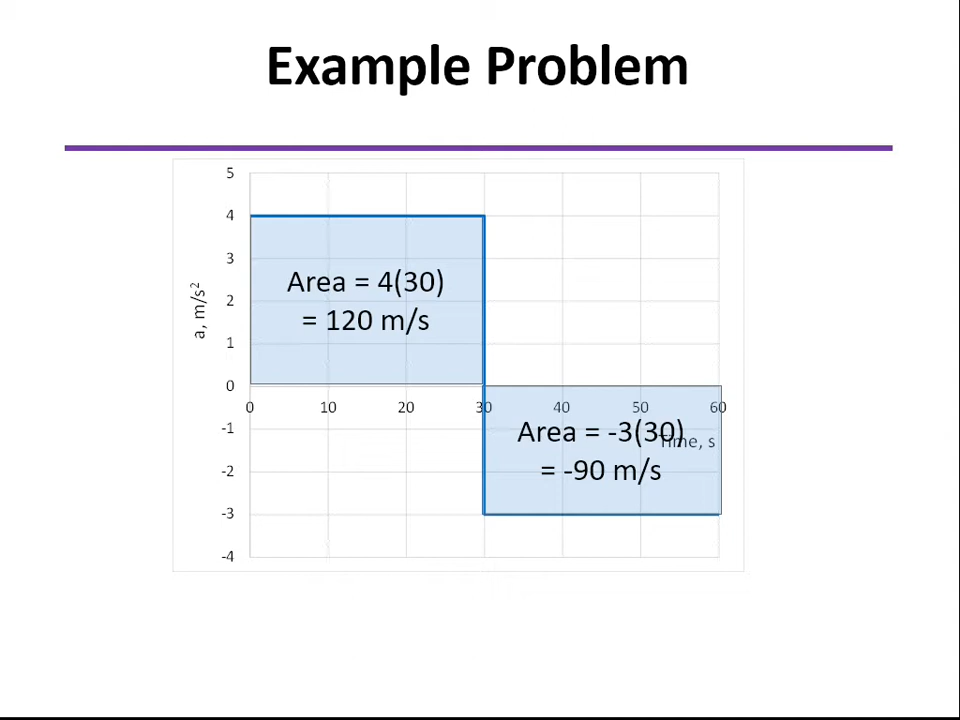 Example Problem
5
4
3
2
1
0
-1
-2
-3
-4
a, m/s²
0 10 20 30 40 50 60
Time, s
Area = 4(30)
= 120 m/s
Area = -3(30)
= -90 m/s